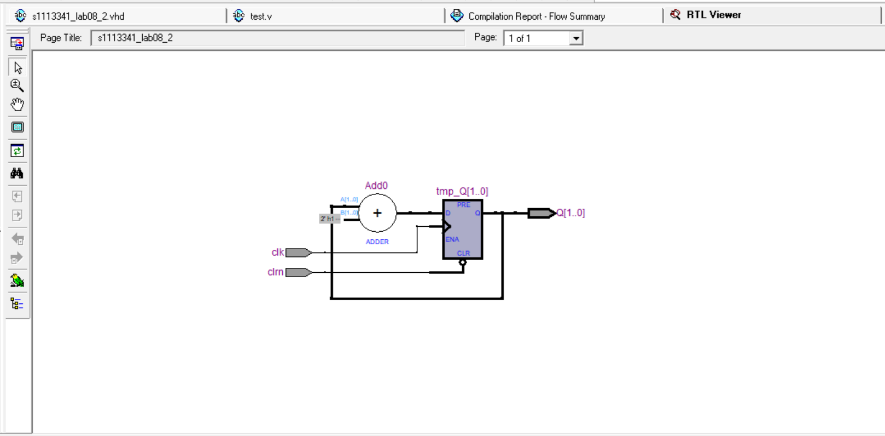 s1113341_lab08_2.vhd
test.v
Compilation Report - Flow Summary
RTL Viewer
Page Title:
s1113341_lab08_2
Page:
1 of 1
Add0
tmp_Q[1..0]
A[1..0]
B[1..0]
2' h1 --
+
ADDER
PRE
D
Q
ENA
CLR
Q[1..0]
clk
clrn